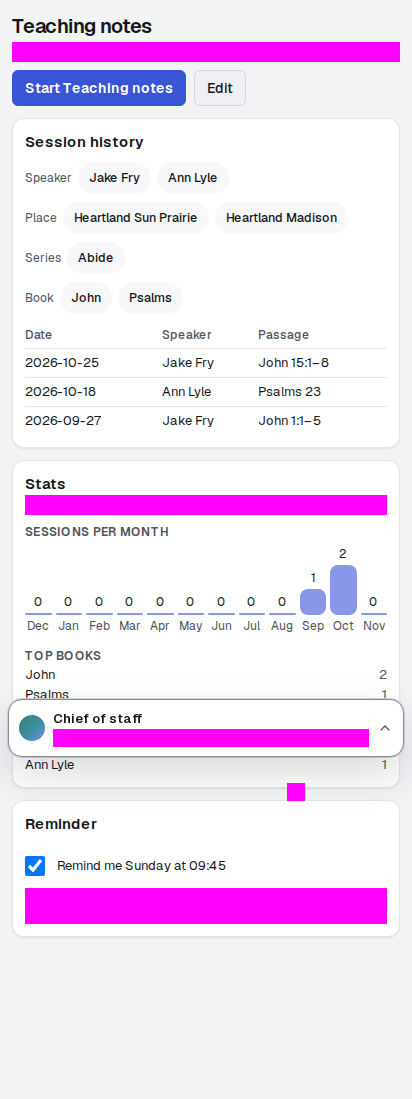 Teaching notes
Start Teaching notes Edit
Session history
Speaker Jake Fry Ann Lyle
Place Heartland Sun Prairie Heartland Madison
Series Abide
Book John Psalms
Date Speaker Passage
2026-10-25 Jake Fry John 15:1–8
2026-10-18 Ann Lyle Psalms 23
2026-09-27 Jake Fry John 1:1–5
Stats
SESSIONS PER MONTH
0 0 0 0 0 0 0 0 0 1 2 0
Dec Jan Feb Mar Apr May Jun Jul Aug Sep Oct Nov
TOP BOOKS
John 2
Psalms 1
Chief of staff
Ann Lyle 1
Reminder
Remind me Sunday at 09:45